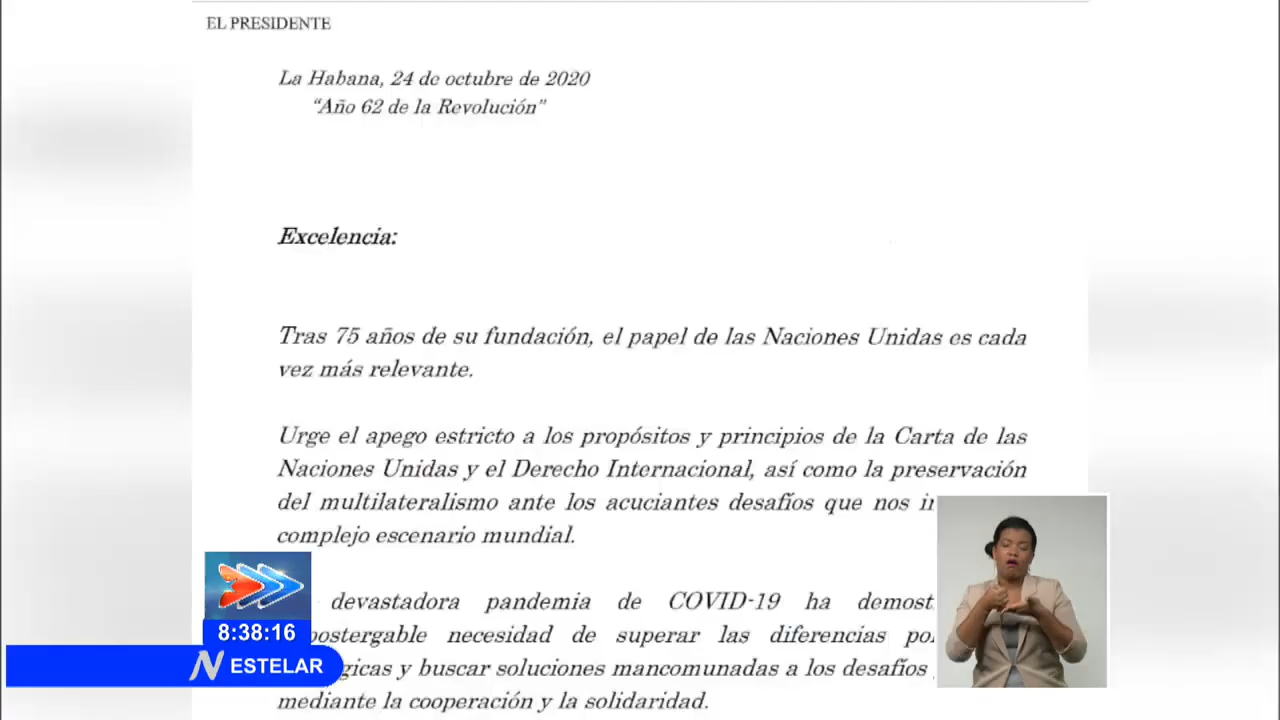 EL PRESIDENTE
La Habana, 24 de octubre de 2020
“Año 62 de la Revolución”
Excelencia:
Tras 75 años de su fundación, el papel de las Naciones Unidas es cada
vez más relevante.
Urge el apego estricto a los propósitos y principios de la Carta de las
Naciones Unidas y el Derecho Internacional, así como la preservación
del multilateralismo ante los acuciantes desafíos que nos
complejo escenario mundial.
devastadora pandemia de COVID-19 ha
necesidad de superar las diferencias
y buscar soluciones mancomunadas a los desafíos
mediante la cooperación y la solidaridad.
8:38:16
N ESTELAR